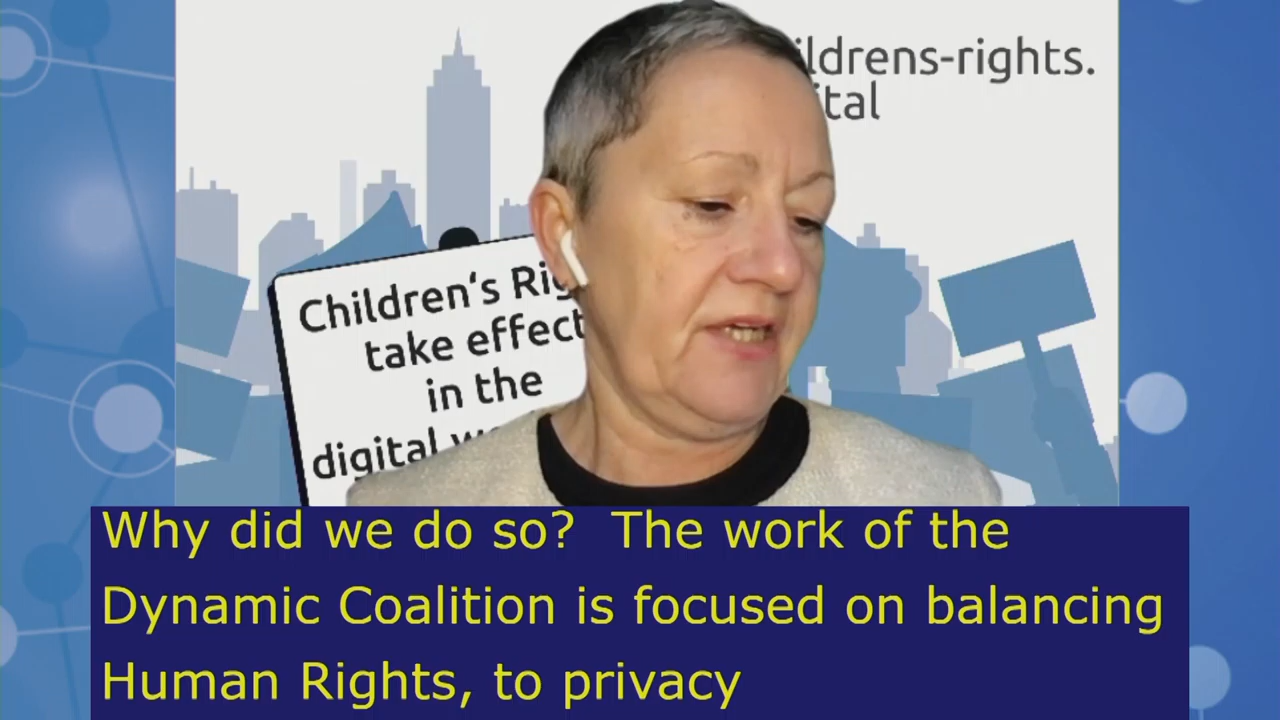 ildrens-rights.
ital
Children's Rig
take effect
in the
digital
Why did we do so?  The work of the
Dynamic Coalition is focused on balancing
Human Rights, to privacy